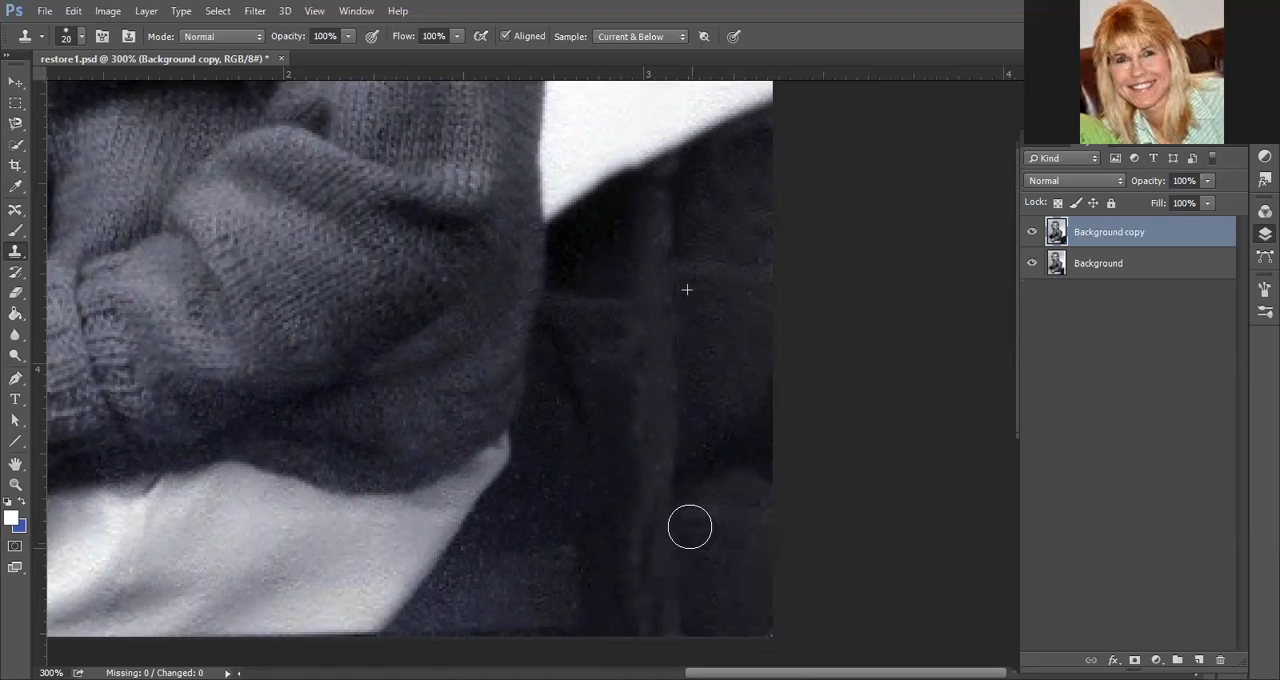 Ps File Edit Image Layer Type Select Filter 3D View Window Help
20 Mode: Normal Opacity: 100% Flow: 100% Aligned Sample: Current & Below
restore1.psd @ 300% (Background copy, RGB/8#) * ×
2 3 4
Kind T
Normal Opacity: 100%
Lock: Fill: 100%
Background copy
Background
4
T
300% Missing: 0 / Changed: 0
fx